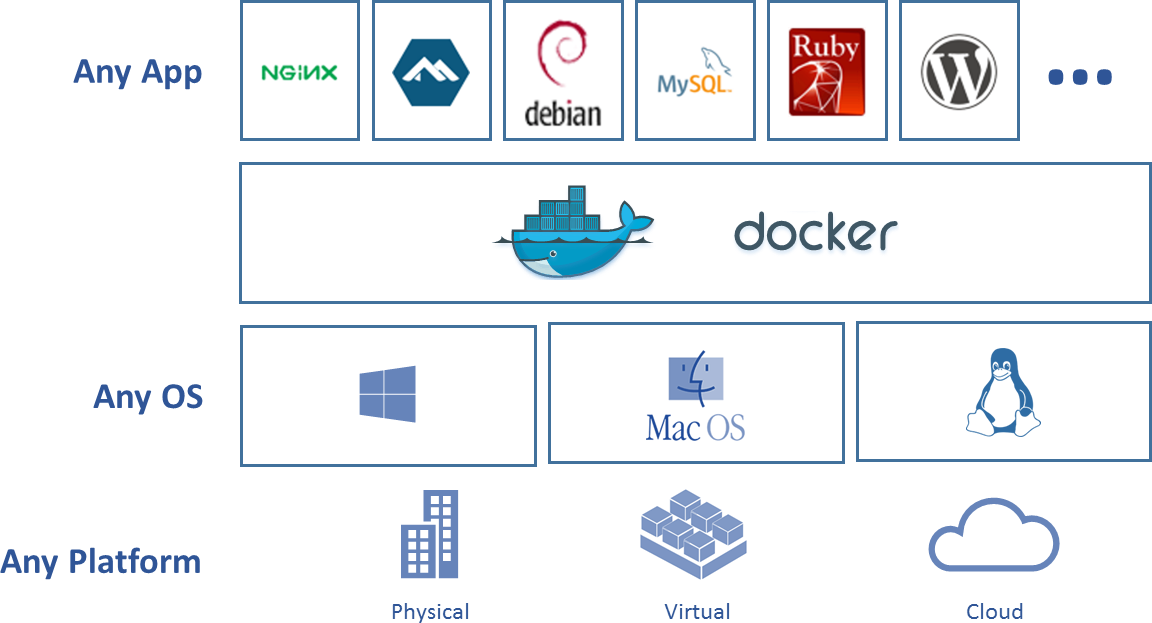 Any App
NGINX
debian
MySQL
Ruby
W
...
docker
Any OS
Mac OS
Any Platform
Physical
Virtual
Cloud